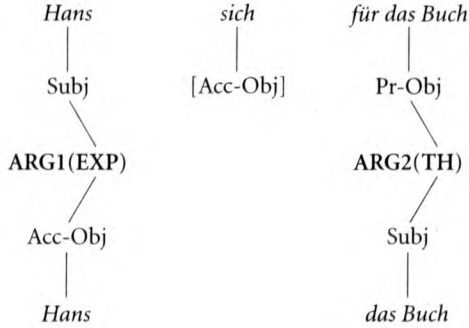 Hans sich für das Buch
Subj [Acc-Obj] Pr-Obj
ARG1(EXP) ARG2(TH)
Acc-Obj Subj
Hans das Buch